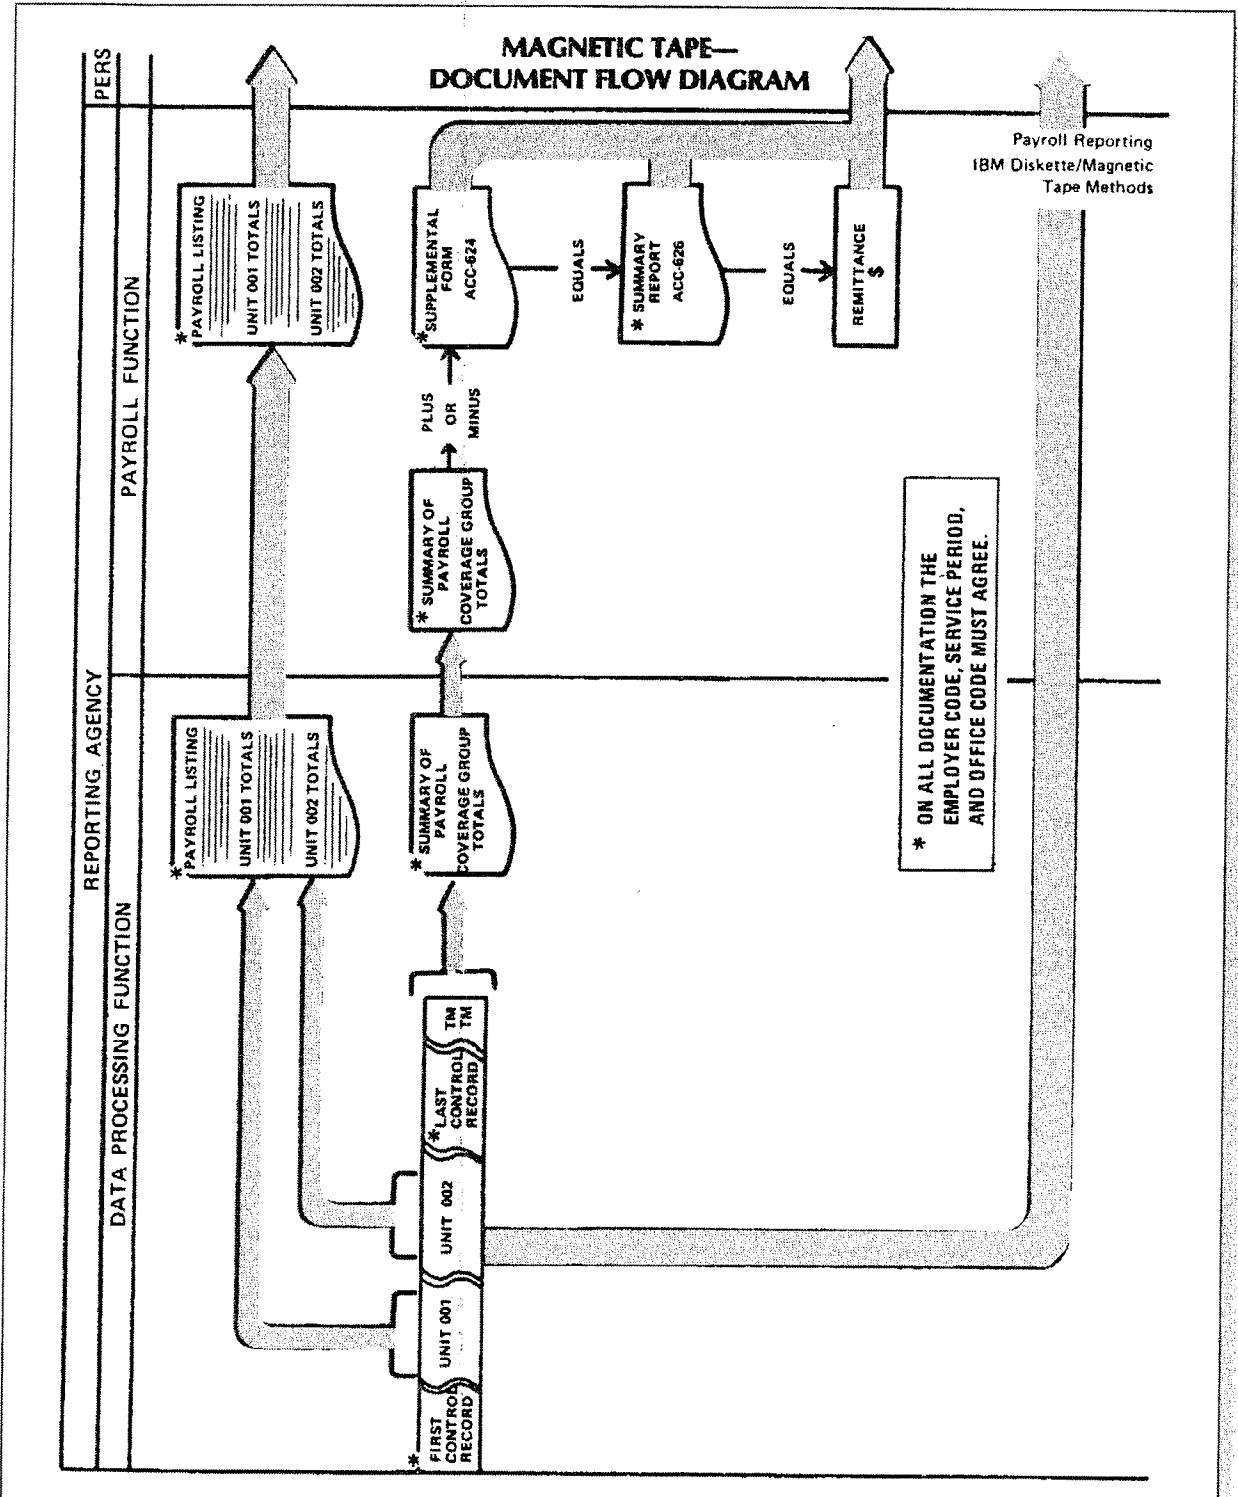 MAGNETIC TAPE—
DOCUMENT FLOW DIAGRAM
PERS
REPORTING AGENCY
PAYROLL FUNCTION
DATA PROCESSING FUNCTION
Payroll Reporting
IBM Diskette/Magnetic
Tape Methods
* PAYROLL LISTING
UNIT 001 TOTALS
UNIT 002 TOTALS
* SUPPLEMENTAL
FORM
ACC-624
EQUALS
* SUMMARY
REPORT
ACC-626
EQUALS
REMITTANCE
$
PLUS
OR
MINUS
* SUMMARY OF
PAYROLL
COVERAGE GROUP
TOTALS
* PAYROLL LISTING
UNIT 001 TOTALS
UNIT 002 TOTALS
* SUMMARY OF
PAYROLL
COVERAGE GROUP
TOTALS
* ON ALL DOCUMENTATION THE
EMPLOYER CODE, SERVICE PERIOD,
AND OFFICE CODE MUST AGREE.
* FIRST
CONTROL
RECORD
UNIT 001
UNIT 002
* LAST
CONTROL
RECORD
TM
TM